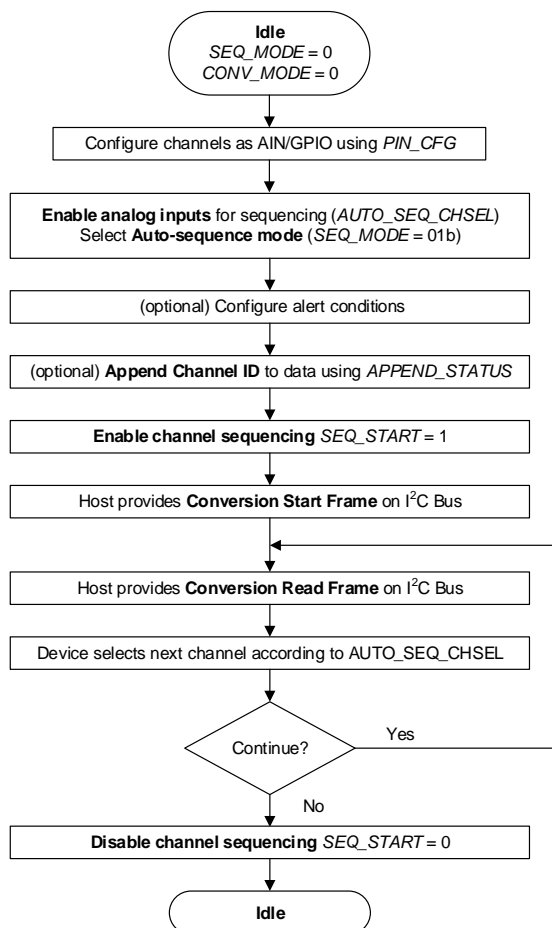 Idle
SEQ_MODE = 0
CONV_MODE = 0
Configure channels as AIN/GPIO using PIN_CFG
Enable analog inputs for sequencing (AUTO_SEQ_CHSEL)
Select Auto-sequence mode (SEQ_MODE = 01b)
(optional) Configure alert conditions
(optional) Append Channel ID to data using APPEND_STATUS
Enable channel sequencing SEQ_START = 1
Host provides Conversion Start Frame on I²C Bus
Host provides Conversion Read Frame on I²C Bus
Device selects next channel according to AUTO_SEQ_CHSEL
Continue?
Yes
No
Disable channel sequencing SEQ_START = 0
Idle